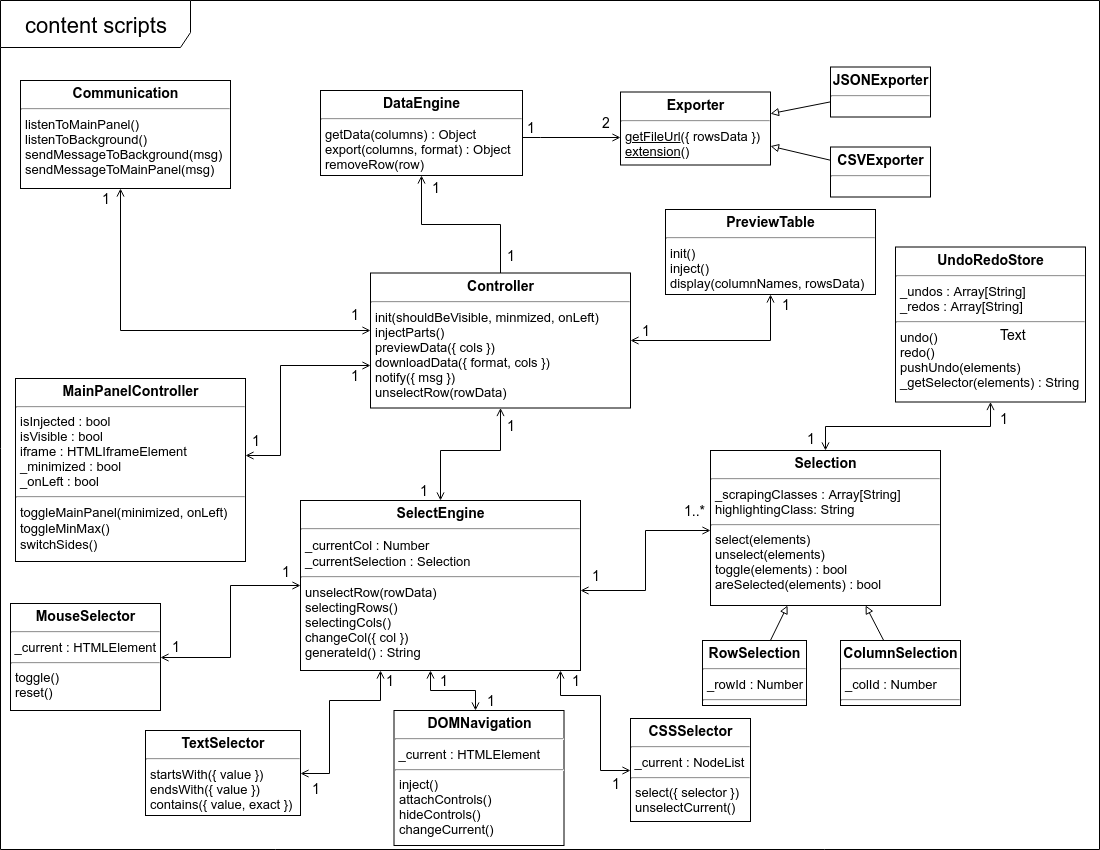 content scripts
Communication
listenToMainPanel()
listenToBackground()
sendMessageToBackground(msg)
sendMessageToMainPanel(msg)
1
DataEngine
getData(columns) : Object
export(columns, format) : Object
removeRow(row)
1
1
2
Exporter
getFileUrl({ rowsData })
extension()
JSONExporter
CSVExporter
PreviewTable
init()
inject()
display(columnNames, rowsData)
1
UndoRedoStore
_undos : Array[String]
_redos : Array[String]
undo()
Text
redo()
pushUndo(elements)
_getSelector(elements) : String
1
1
Controller
init(shouldBeVisible, minmized, onLeft)
injectParts()
previewData({ cols })
downloadData({ format, cols })
notify({ msg })
unselectRow(rowData)
1
1
1
1
MainPanelController
isInjected : bool
isVisible : bool
iframe : HTMLIframeElement
_minimized : bool
_onLeft : bool
toggleMainPanel(minimized, onLeft)
toggleMinMax()
switchSides()
1
1
Selection
_scrapingClasses : Array[String]
highlightingClass: String
select(elements)
unselect(elements)
toggle(elements) : bool
areSelected(elements) : bool
1
1..*
SelectEngine
_currentCol : Number
_currentSelection : Selection
unselectRow(rowData)
selectingRows()
selectingCols()
changeCol({ col })
generateId() : String
1
1
1
1
1
MouseSelector
_current : HTMLElement
toggle()
reset()
1
RowSelection
_rowId : Number
ColumnSelection
_colId : Number
TextSelector
startsWith({ value })
endsWith({ value })
contains({ value, exact })
1
DOMNavigation
_current : HTMLElement
inject()
attachControls()
hideControls()
changeCurrent()
1
CSSSelector
_current : NodeList
select({ selector })
unselectCurrent()
1